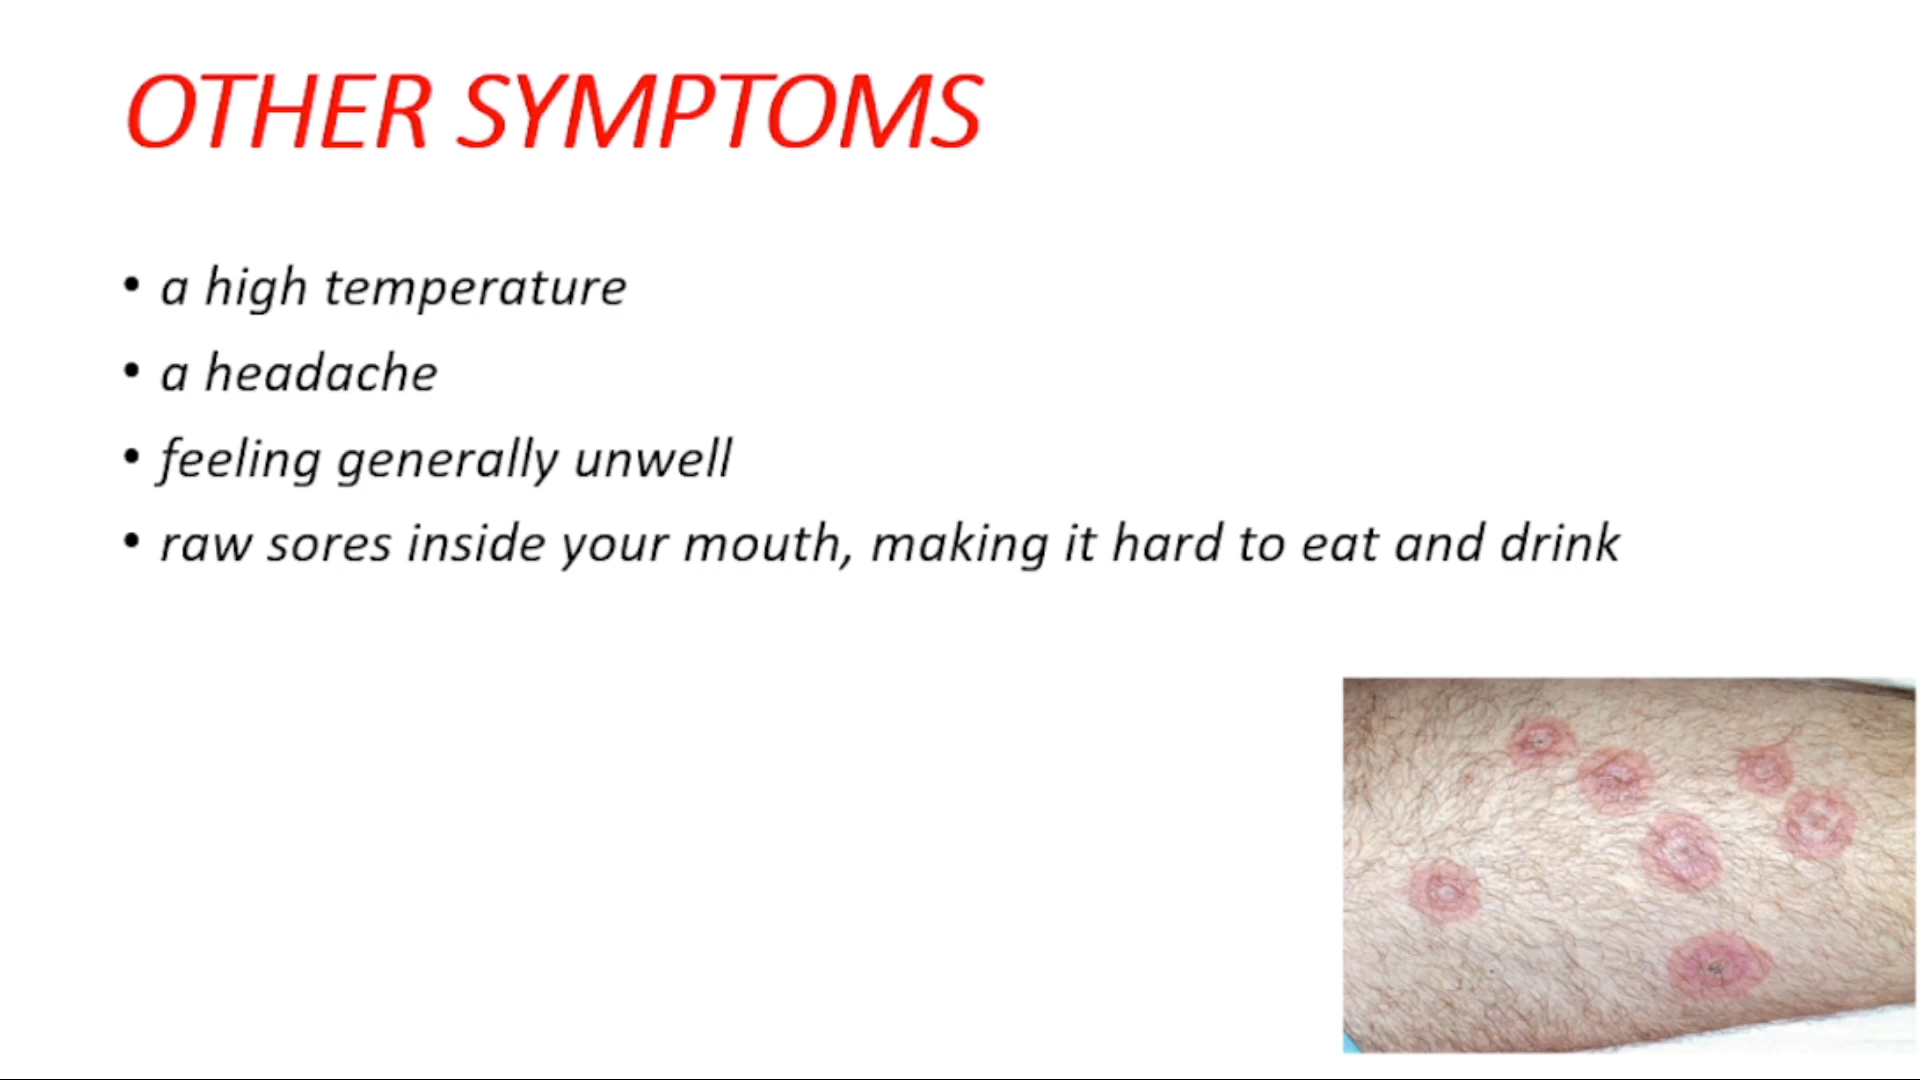 OTHER SYMPTOMS
• a high temperature
• a headache
• feeling generally unwell
• raw sores inside your mouth, making it hard to eat and drink